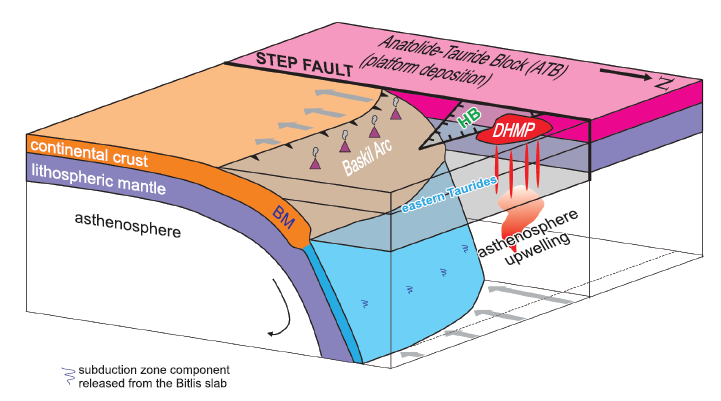 Anatolide-Tauride Block (ATB)
(platform deposition)
N
STEP FAULT
HB
DHMP
Baskil Arc
continental crust
lithospheric mantle
BM
eastern Taurides
asthenosphere
asthenosphere
upwelling
subduction zone component
released from the Bitlis slab